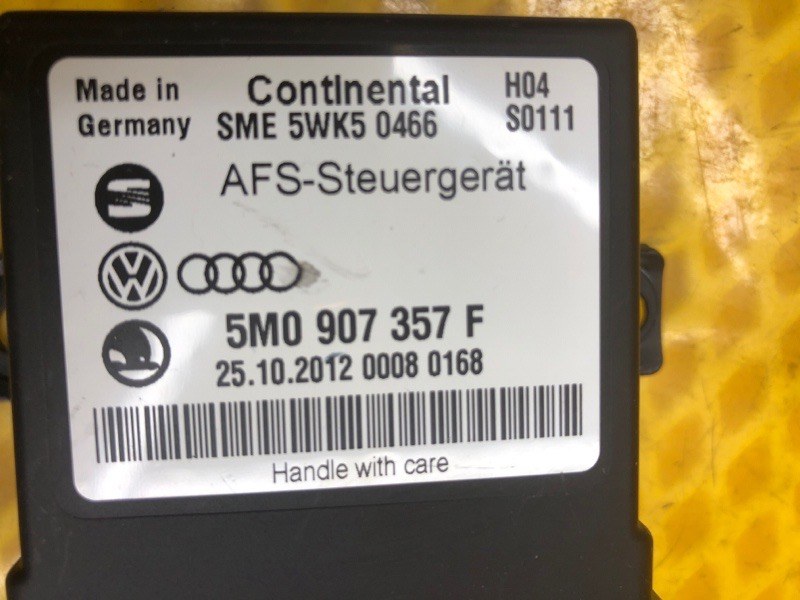 Made in Germany
Continental
SME 5WK5 0466
H04
S0111
AFS-Steuergerät
5M0 907 357 F
25.10.2012 0008 0168
Handle with care